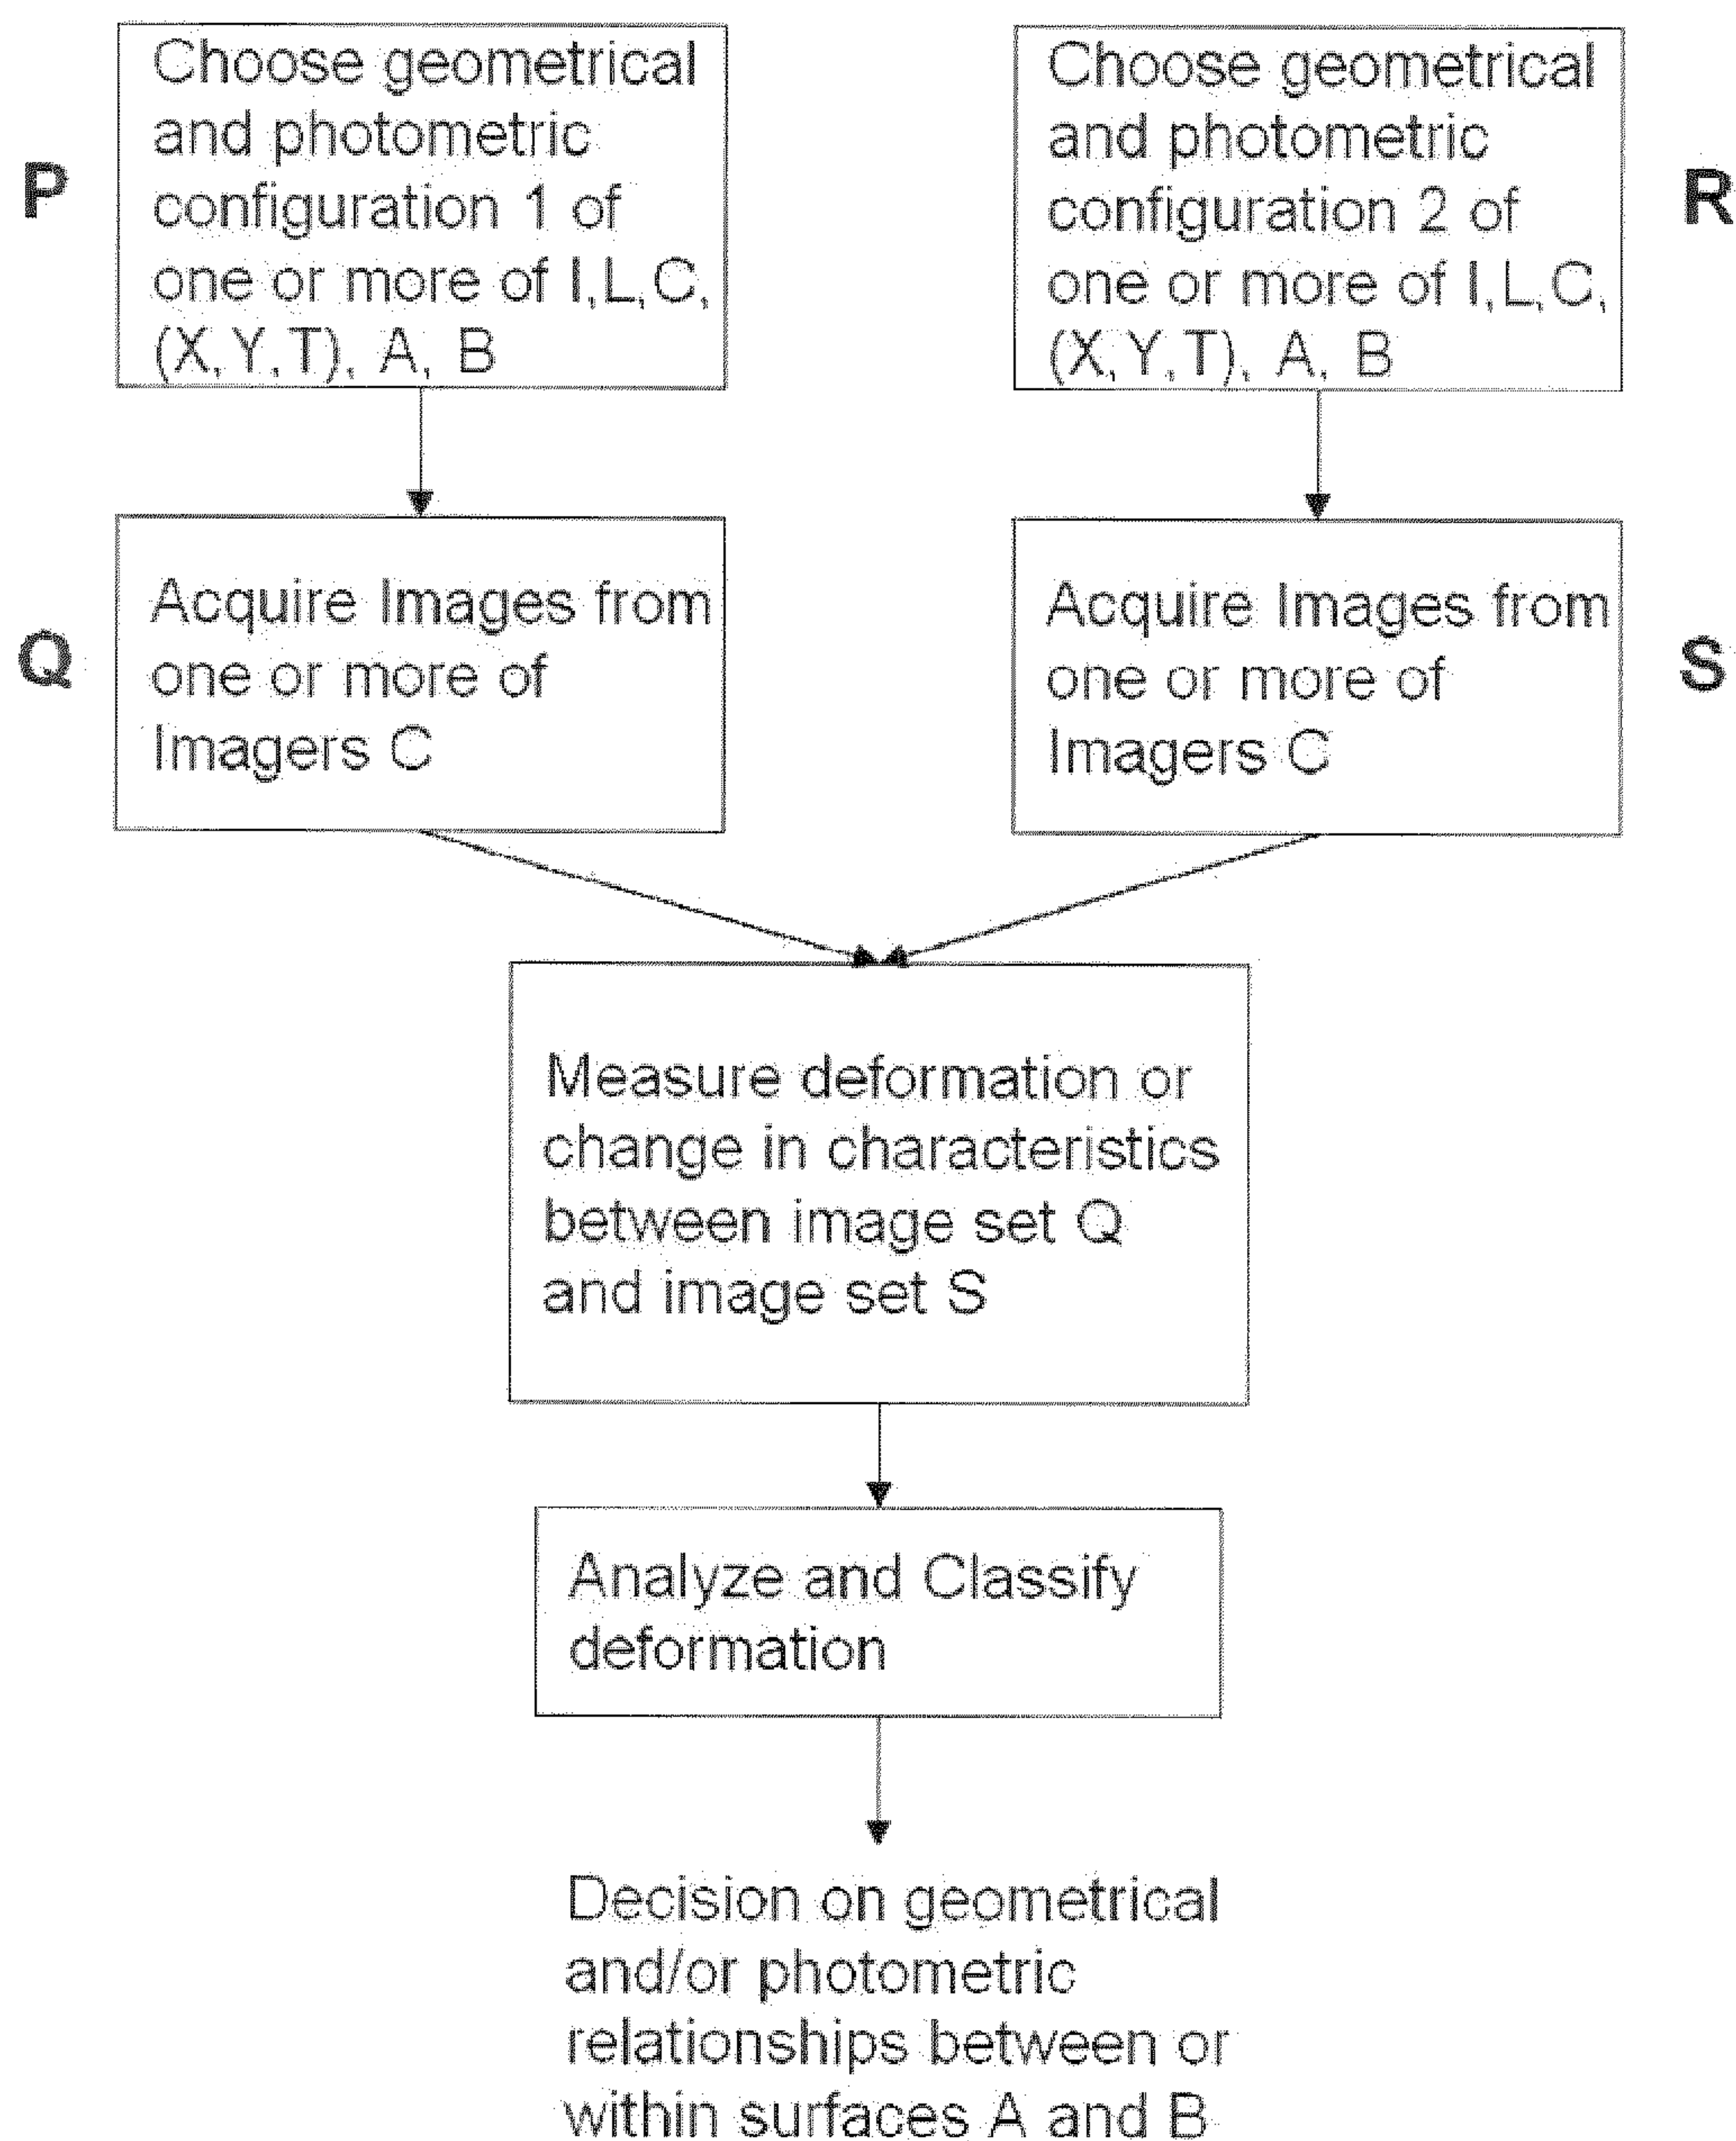 P
Choose geometrical
and photometric
configuration 1 of
one or more of I,L,C,
(X,Y,T), A, B
Choose geometrical
and photometric
configuration 2 of
one or more of I,L,C,
(X,Y,T), A, B
R
Q
Acquire Images from
one or more of
Imagers C
Acquire Images from
one or more of
Imagers C
S
Measure deformation or
change in characteristics
between image set Q
and image set S
Analyze and Classify
deformation
Decision on geometrical
and/or photometric
relationships between or
within surfaces A and B